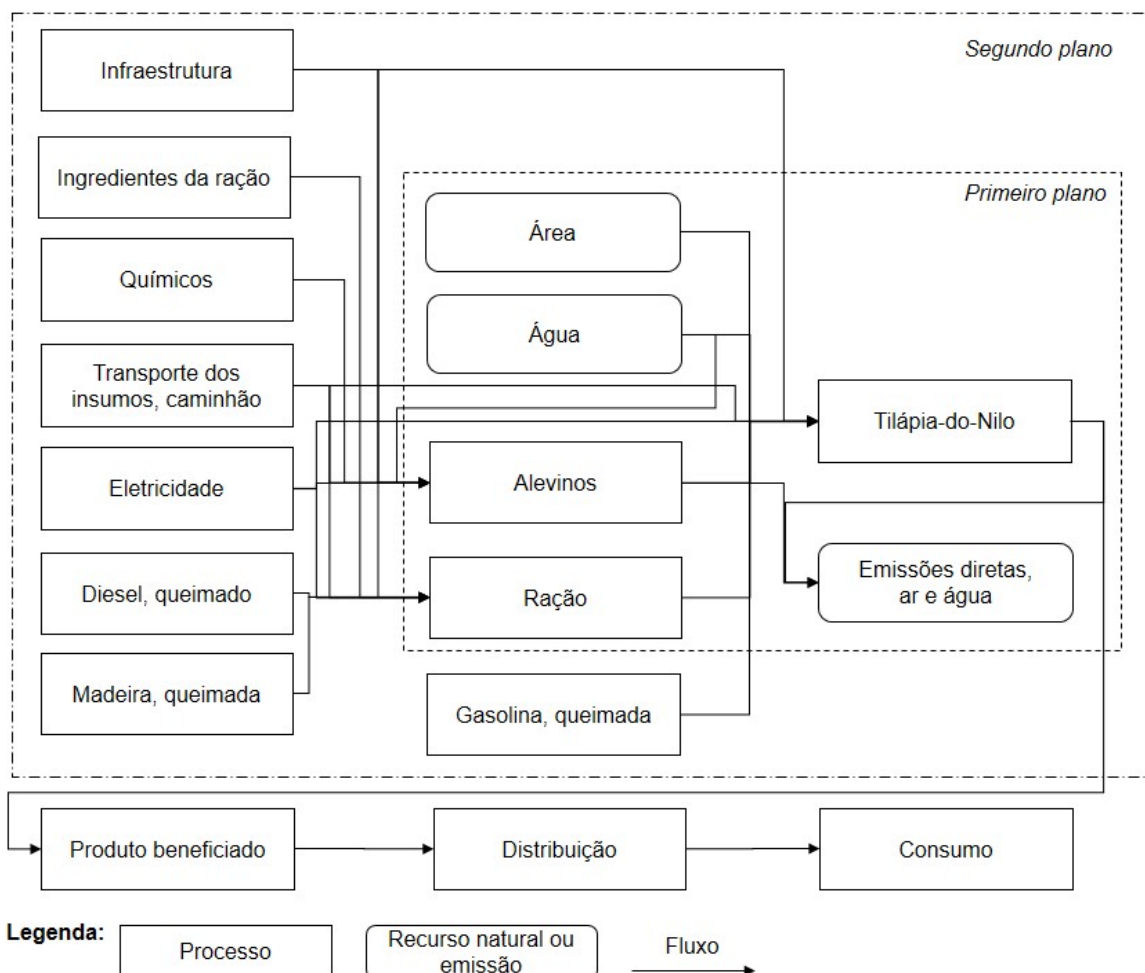 Segundo plano
Infraestrutura
Ingredientes da ração
Primeiro plano
Área
Químicos
Água
Transporte dos
insumos, caminhão
Tilápia-do-Nilo
Eletricidade
Alevinos
Diesel, queimado
Ração
Emissões diretas,
ar e água
Madeira, queimada
Gasolina, queimada
Produto beneficiado
Distribuição
Consumo
Legenda:
Processo
Recurso natural ou
emissão
Fluxo